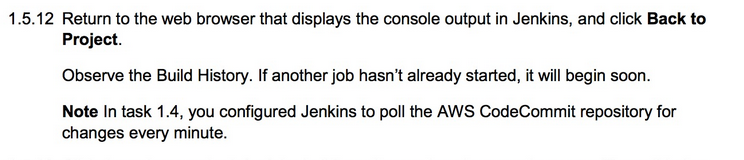 1.5.12 Return to the web browser that displays the console output in Jenkins, and click Back to
Project.
Observe the Build History. If another job hasn’t already started, it will begin soon.
Note In task 1.4, you configured Jenkins to poll the AWS CodeCommit repository for
changes every minute.